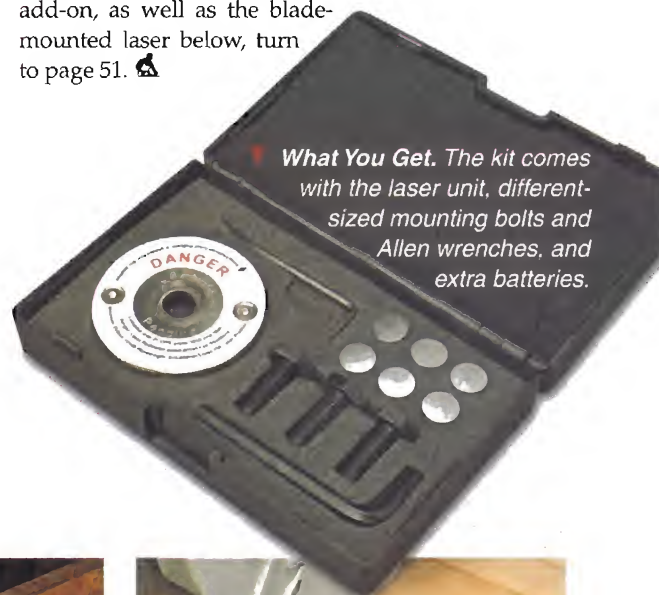 add-on, as well as the blade-
mounted laser below, turn
to page 51.
What You Get. The kit comes
with the laser unit, different-
sized mounting bolts and
Allen wrenches, and
extra batteries.
DANGER